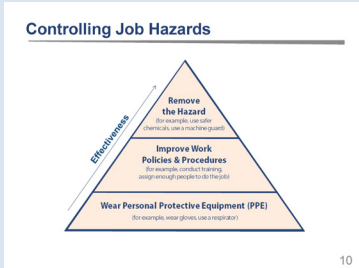 Controlling Job Hazards
Effectiveness
Remove
the Hazard
(for example, use safer
chemicals, use a machine guard)
Improve Work
Policies & Procedures
(for example, conduct training,
assign enough people to do the job)
Wear Personal Protective Equipment (PPE)
(for example, wear gloves, use a respirator)
10